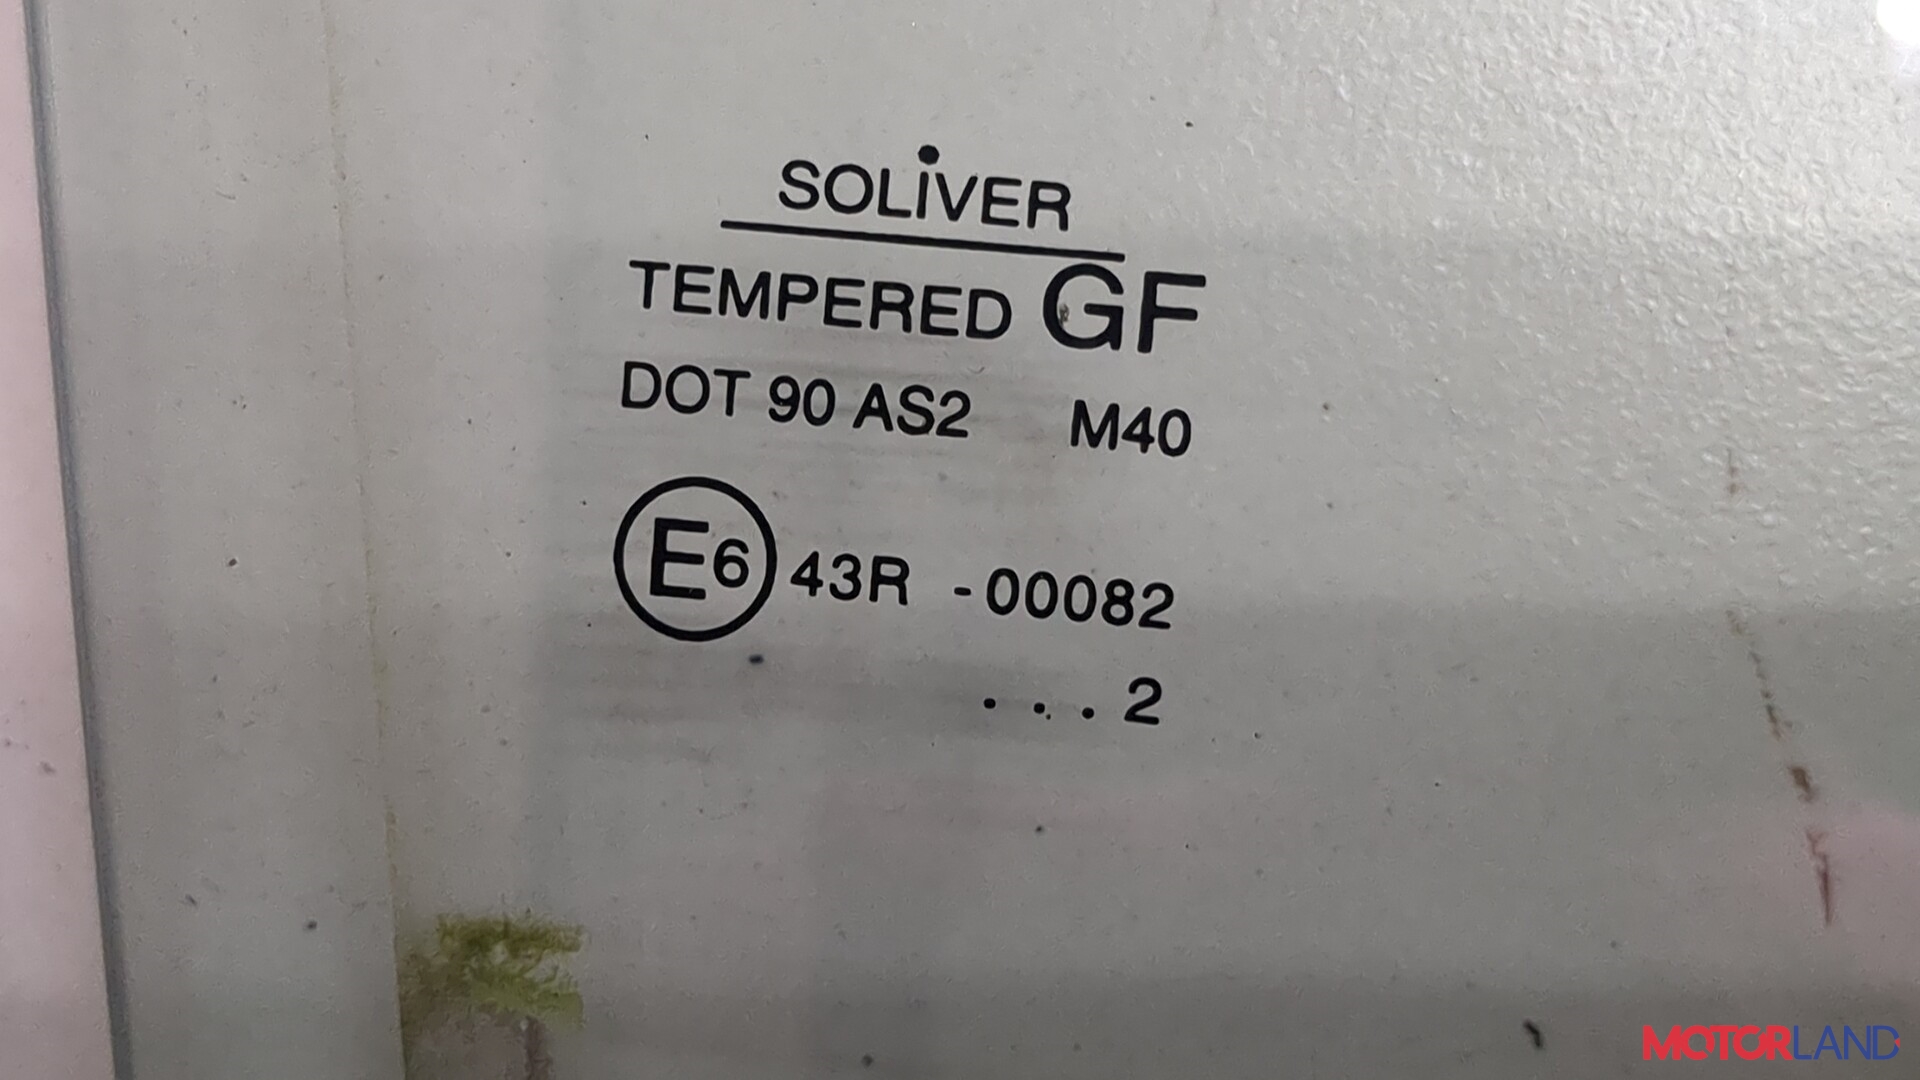 SOLiVER
TEMPERED GF
DOT 90 AS2 M40
E6 43R -00082
...2
MOTORLAND